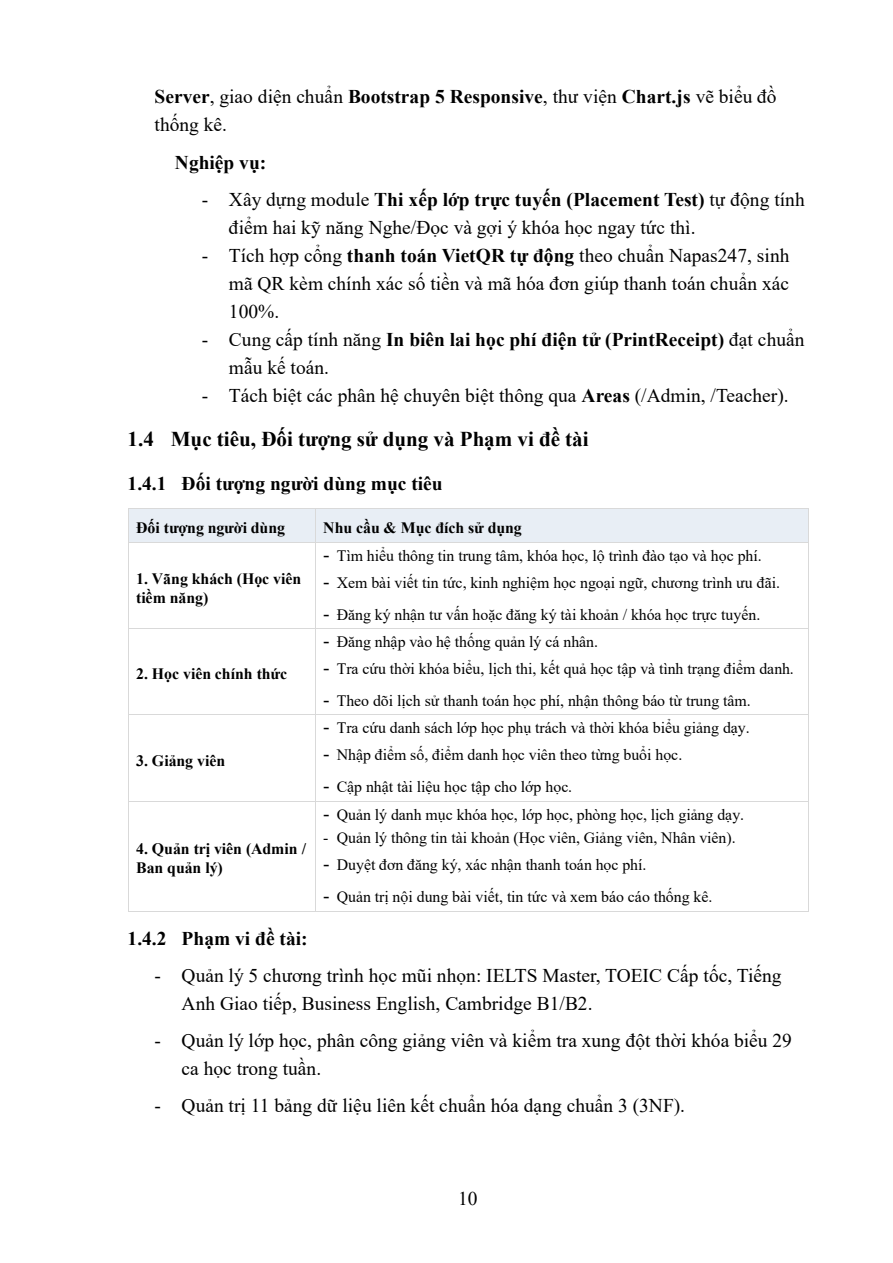 Server, giao diện chuẩn Bootstrap 5 Responsive, thư viện Chart.js vẽ biểu đồ
thống kê.
Nghiệp vụ:
- Xây dựng module Thi xếp lớp trực tuyến (Placement Test) tự động tính
điểm hai kỹ năng Nghe/Đọc và gợi ý khóa học ngay tức thì.
- Tích hợp cổng thanh toán VietQR tự động theo chuẩn Napas247, sinh
mã QR kèm chính xác số tiền và mã hóa đơn giúp thanh toán chuẩn xác
100%.
- Cung cấp tính năng In biên lai học phí điện tử (PrintReceipt) đạt chuẩn
mẫu kế toán.
- Tách biệt các phân hệ chuyên biệt thông qua Areas (/Admin, /Teacher).
1.4 Mục tiêu, Đối tượng sử dụng và Phạm vi đề tài
1.4.1 Đối tượng người dùng mục tiêu
Đối tượng người dùng
Nhu cầu & Mục đích sử dụng
1. Vãng khách (Học viên
tiềm năng)
- Tìm hiểu thông tin trung tâm, khóa học, lộ trình đào tạo và học phí.
- Xem bài viết tin tức, kinh nghiệm học ngoại ngữ, chương trình ưu đãi.
- Đăng ký nhận tư vấn hoặc đăng ký tài khoản / khóa học trực tuyến.
2. Học viên chính thức
- Đăng nhập vào hệ thống quản lý cá nhân.
- Tra cứu thời khóa biểu, lịch thi, kết quả học tập và tình trạng điểm danh.
- Theo dõi lịch sử thanh toán học phí, nhận thông báo từ trung tâm.
3. Giảng viên
- Tra cứu danh sách lớp học phụ trách và thời khóa biểu giảng dạy.
- Nhập điểm số, điểm danh học viên theo từng buổi học.
- Cập nhật tài liệu học tập cho lớp học.
4. Quản trị viên (Admin /
Ban quản lý)
- Quản lý danh mục khóa học, lớp học, phòng học, lịch giảng dạy.
- Quản lý thông tin tài khoản (Học viên, Giảng viên, Nhân viên).
- Duyệt đơn đăng ký, xác nhận thanh toán học phí.
- Quản trị nội dung bài viết, tin tức và xem báo cáo thống kê.
1.4.2 Phạm vi đề tài:
- Quản lý 5 chương trình học mũi nhọn: IELTS Master, TOEIC Cấp tốc, Tiếng
Anh Giao tiếp, Business English, Cambridge B1/B2.
- Quản lý lớp học, phân công giảng viên và kiểm tra xung đột thời khóa biểu 29
ca học trong tuần.
- Quản trị 11 bảng dữ liệu liên kết chuẩn hóa dạng chuẩn 3 (3NF).
10